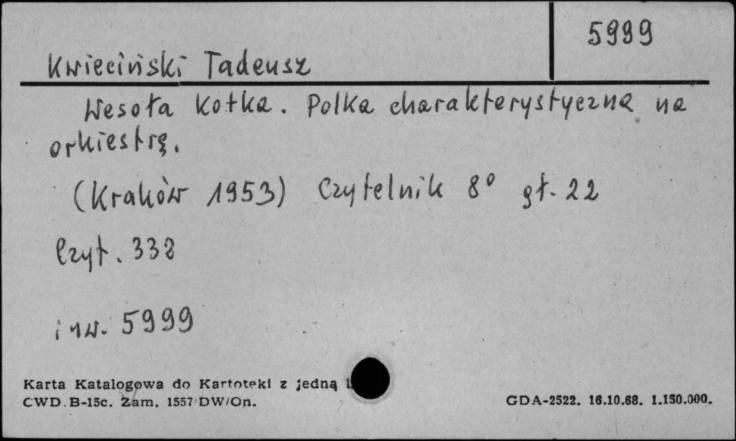 5999
Kwieciński Tadeusz
Wesoła Kotka. Polka charakterystyczna na
orkiestrę.
(Kraków 1953) Czytelnik 8° gł. 22
Czyt. 338
inw. 5999
Karta Katalogowa do Kartoteki z jedną
CWD. B-15c. Zam. 1557 DW/On.
GDA-2522. 16.10.68. 1.150.000.